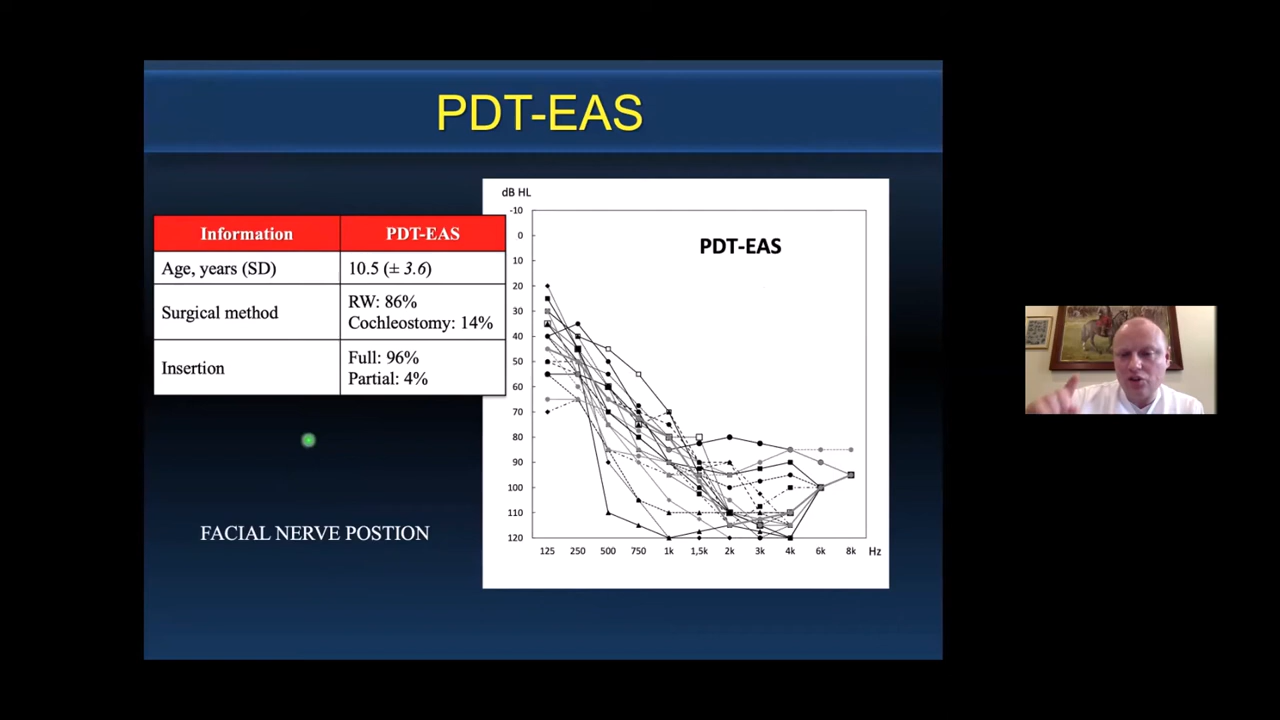 PDT-EAS
Information PDT-EAS
Age, years (SD) 10.5 (± 3.6)
Surgical method RW: 86%
Cochleostomy: 14%
Insertion Full: 96%
Partial: 4%
FACIAL NERVE POSTION
dB HL
PDT-EAS
-10
0
10
20
30
40
50
60
70
80
90
100
110
120
125 250 500 750 1k 1,5k 2k 3k 4k 6k 8k Hz